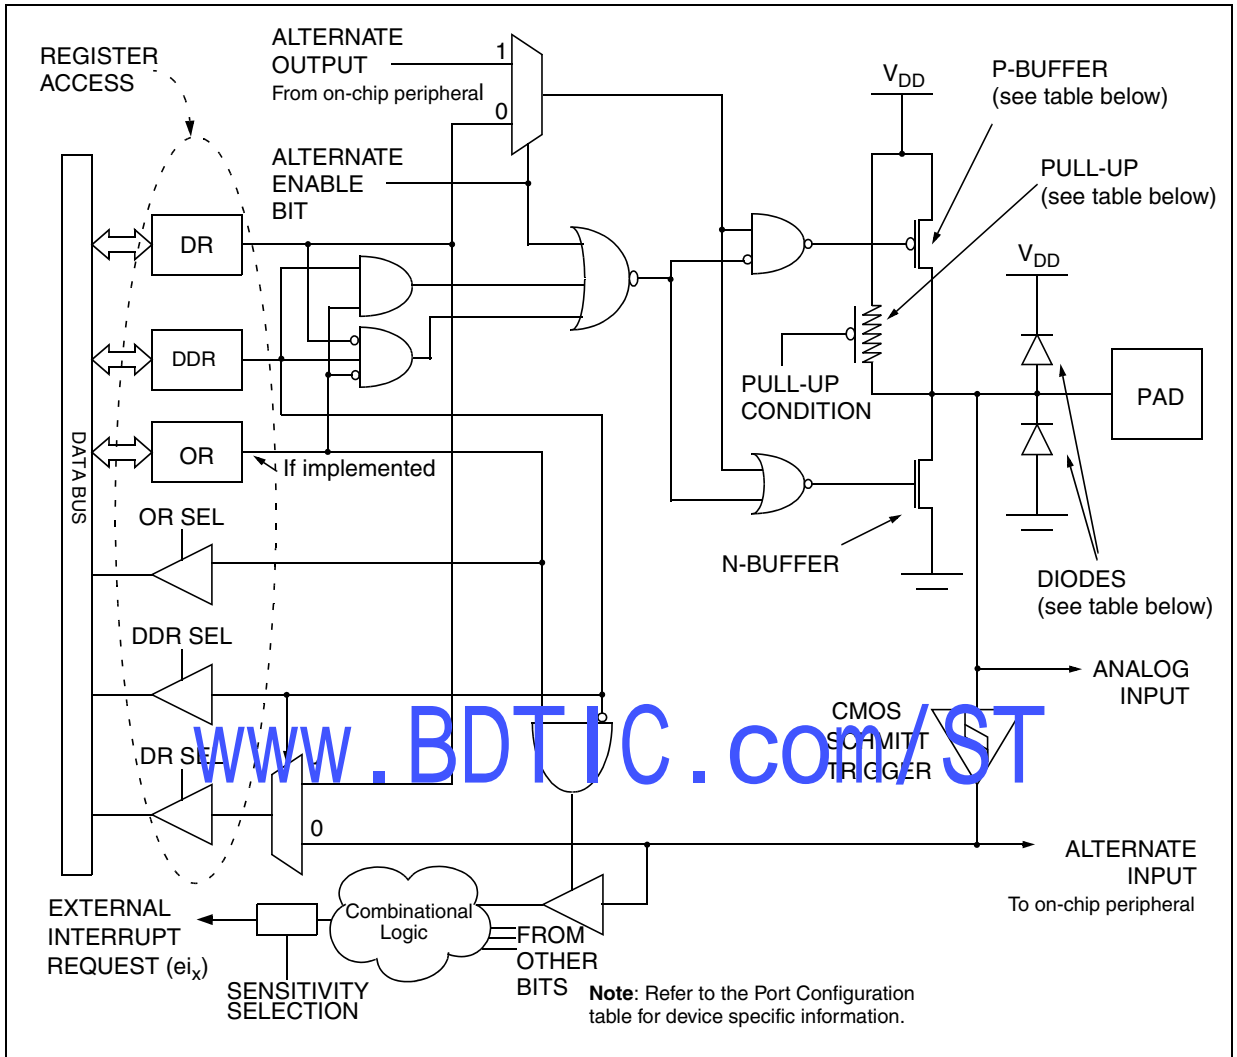 REGISTER
ACCESS
ALTERNATE
OUTPUT
From on-chip peripheral
1
0
ALTERNATE
ENABLE
BIT
VDD
P-BUFFER
(see table below)
PULL-UP
(see table below)
VDD
DR
DDR
OR
If implemented
DATA BUS
PULL-UP
CONDITION
PAD
N-BUFFER
DIODES
(see table below)
OR SEL
DDR SEL
DR SEL
ANALOG
INPUT
CMOS
SCHMITT
TRIGGER
www.BDTIC.com/ST
0
ALTERNATE
INPUT
To on-chip peripheral
EXTERNAL
INTERRUPT
REQUEST (eix)
Combinational
Logic
SENSITIVITY
SELECTION
FROM
OTHER
BITS
Note: Refer to the Port Configuration
table for device specific information.